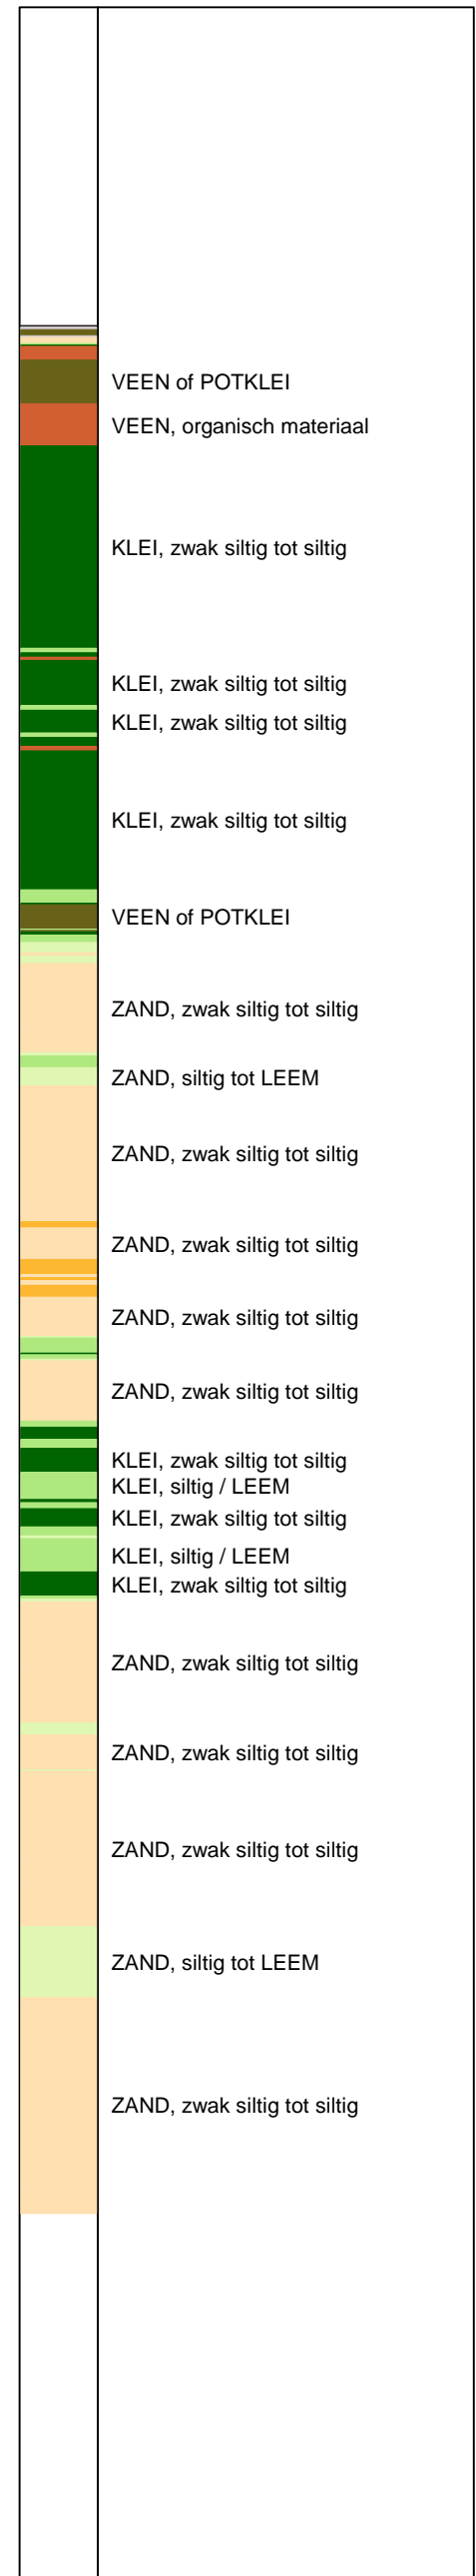 VEEN of POTKLEI
VEEN, organisch materiaal
KLEI, zwak siltig tot siltig
KLEI, zwak siltig tot siltig
KLEI, zwak siltig tot siltig
KLEI, zwak siltig tot siltig
VEEN of POTKLEI
ZAND, zwak siltig tot siltig
ZAND, siltig tot LEEM
ZAND, zwak siltig tot siltig
ZAND, zwak siltig tot siltig
ZAND, zwak siltig tot siltig
ZAND, zwak siltig tot siltig
KLEI, zwak siltig tot siltig
KLEI, siltig / LEEM
KLEI, zwak siltig tot siltig
KLEI, siltig / LEEM
KLEI, zwak siltig tot siltig
ZAND, zwak siltig tot siltig
ZAND, zwak siltig tot siltig
ZAND, zwak siltig tot siltig
ZAND, siltig tot LEEM
ZAND, zwak siltig tot siltig